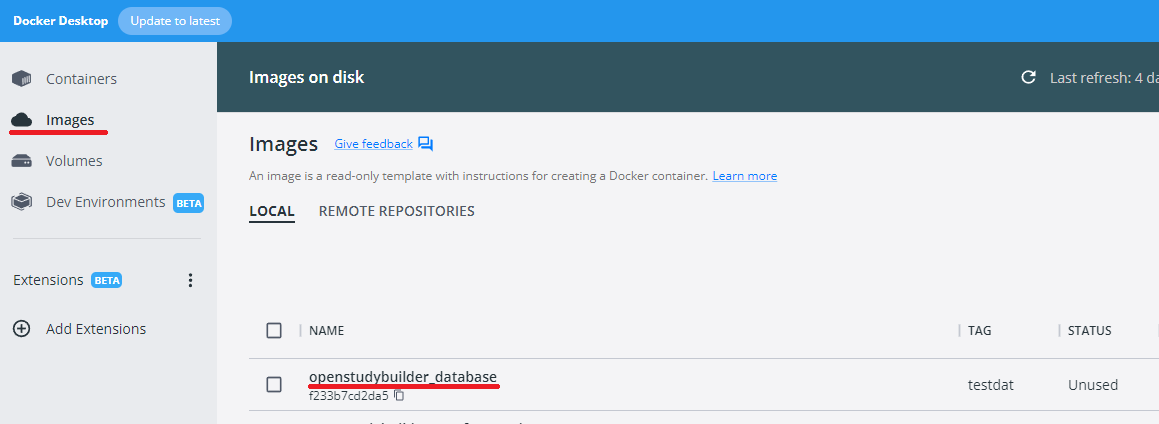 Docker Desktop Update to latest
Containers
Images
Volumes
Dev Environments BETA
Extensions BETA
Add Extensions
Images on disk
Last refresh: 4 da
Images Give feedback
An image is a read-only template with instructions for creating a Docker container. Learn more
LOCAL REMOTE REPOSITORIES
NAME TAG STATUS
openstudybuilder_database testdat Unused
f233b7cd2da5